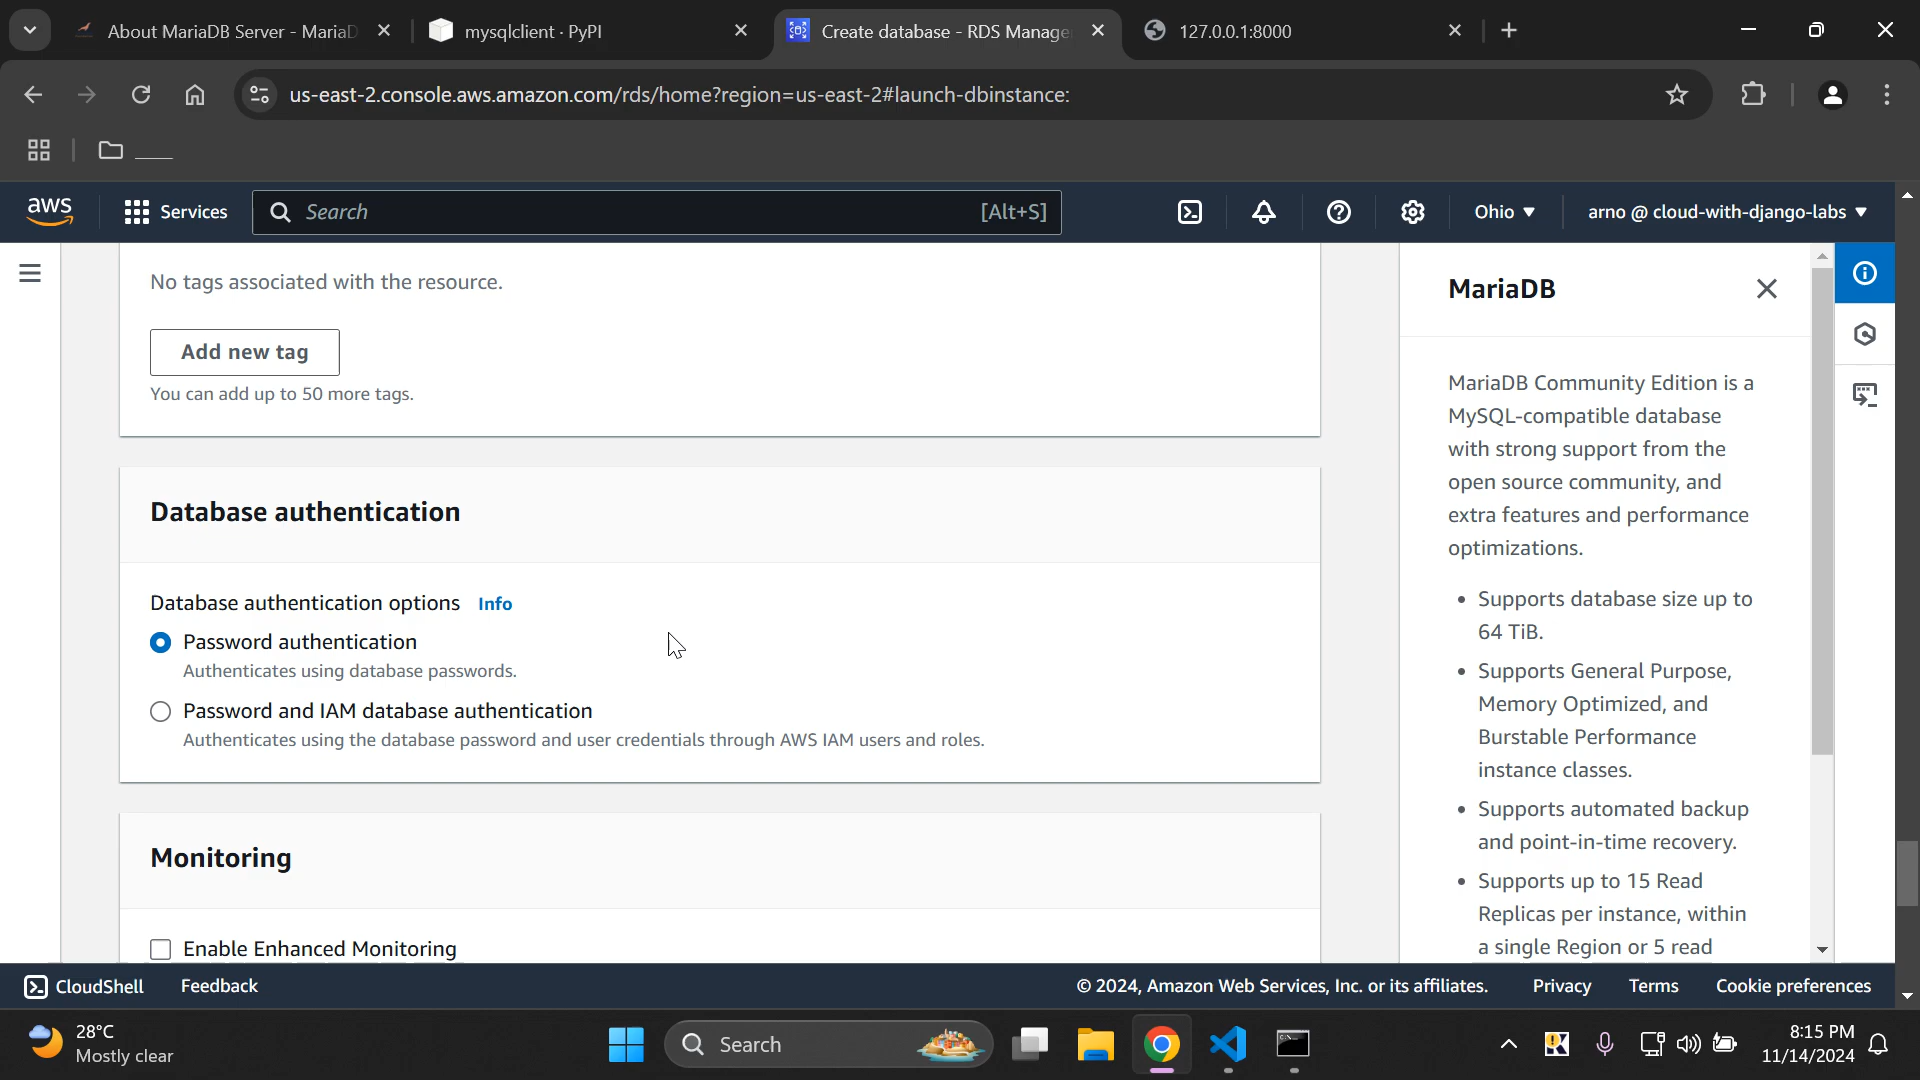 About MariaDB Server - MariaD
mysqlclient · PyPI
Create database - RDS Manage
127.0.0.1:8000
us-east-2.console.aws.amazon.com/rds/home?region=us-east-2#launch-dbinstance:
____
aws
Services
Search
[Alt+S]
Ohio
arno @ cloud-with-django-labs
No tags associated with the resource.
Add new tag
You can add up to 50 more tags.
Database authentication
Database authentication options Info
Password authentication
Authenticates using database passwords.
Password and IAM database authentication
Authenticates using the database password and user credentials through AWS IAM users and roles.
Monitoring
Enable Enhanced Monitoring
MariaDB
MariaDB Community Edition is a
MySQL-compatible database
with strong support from the
open source community, and
extra features and performance
optimizations.
• Supports database size up to
64 TiB.
• Supports General Purpose,
Memory Optimized, and
Burstable Performance
instance classes.
• Supports automated backup
and point-in-time recovery.
• Supports up to 15 Read
Replicas per instance, within
a single Region or 5 read
CloudShell
Feedback
© 2024, Amazon Web Services, Inc. or its affiliates.
Privacy
Terms
Cookie preferences
28°C
Mostly clear
Search
8:15 PM
11/14/2024